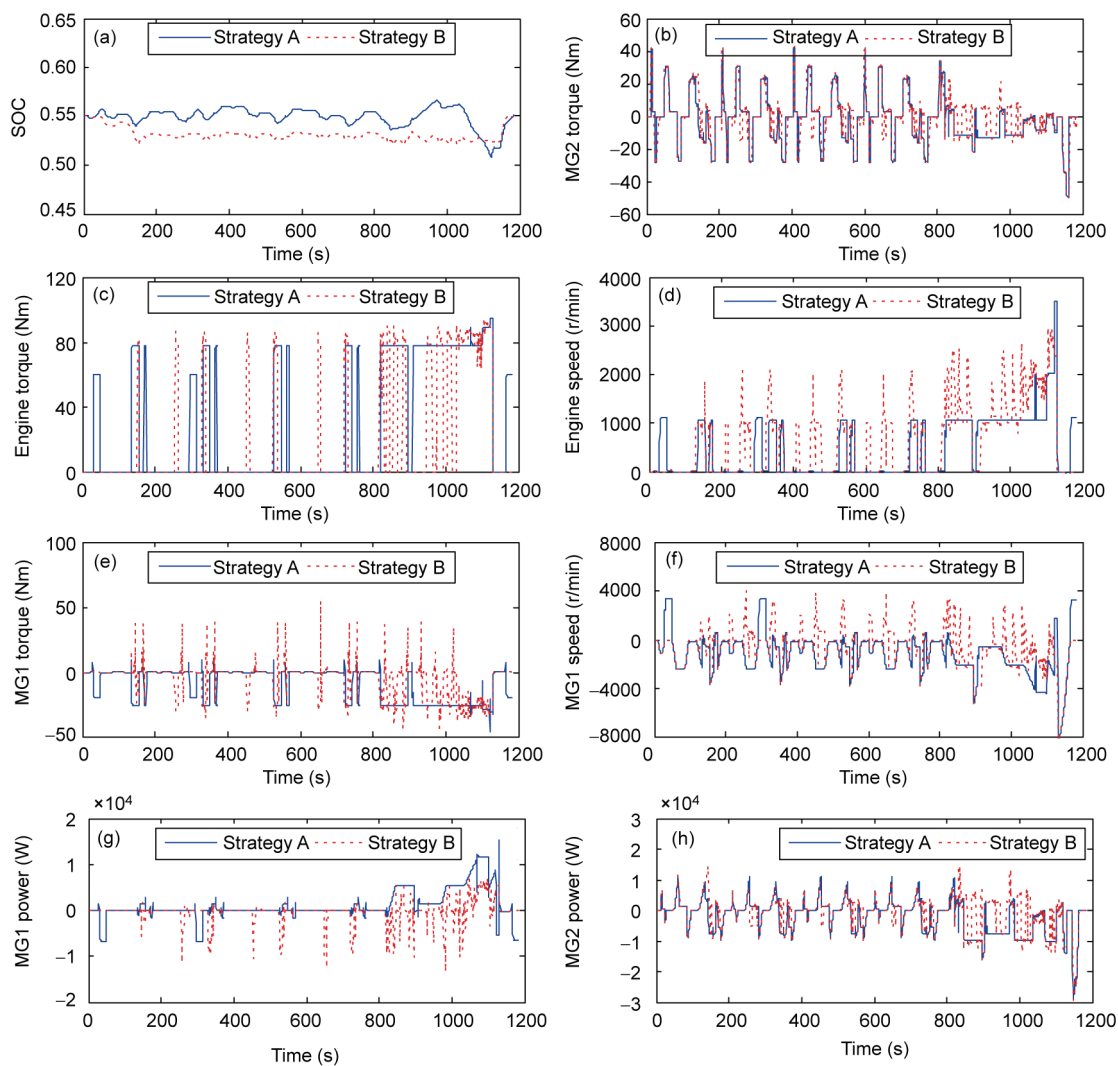 (a)
Strategy A
Strategy B
0.65
0.60
0.55
0.50
0.45
SOC
0 200 400 600 800 1000 1200
Time (s)
(b)
Strategy A
Strategy B
60
40
20
0
−20
−40
−60
MG2 torque (Nm)
0 200 400 600 800 1000 1200
Time (s)
(c)
Strategy A
Strategy B
120
80
40
0
Engine torque (Nm)
0 200 400 600 800 1000 1200
Time (s)
(d)
Strategy A
Strategy B
4000
3000
2000
1000
0
Engine speed (r/min)
0 200 400 600 800 1000 1200
Time (s)
(e)
Strategy A
Strategy B
100
50
0
−50
MG1 torque (Nm)
0 200 400 600 800 1000 1200
Time (s)
(f)
Strategy A
Strategy B
8000
4000
0
−4000
−8000
MG1 speed (r/min)
0 200 400 600 800 1000 1200
Time (s)
×10⁴
(g)
Strategy A
Strategy B
2
1
0
−1
−2
MG1 power (W)
0 200 400 600 800 1000 1200
Time (s)
×10⁴
(h)
Strategy A
Strategy B
3
2
1
0
−1
−2
−3
MG2 power (W)
0 200 400 600 800 1000 1200
Time (s)